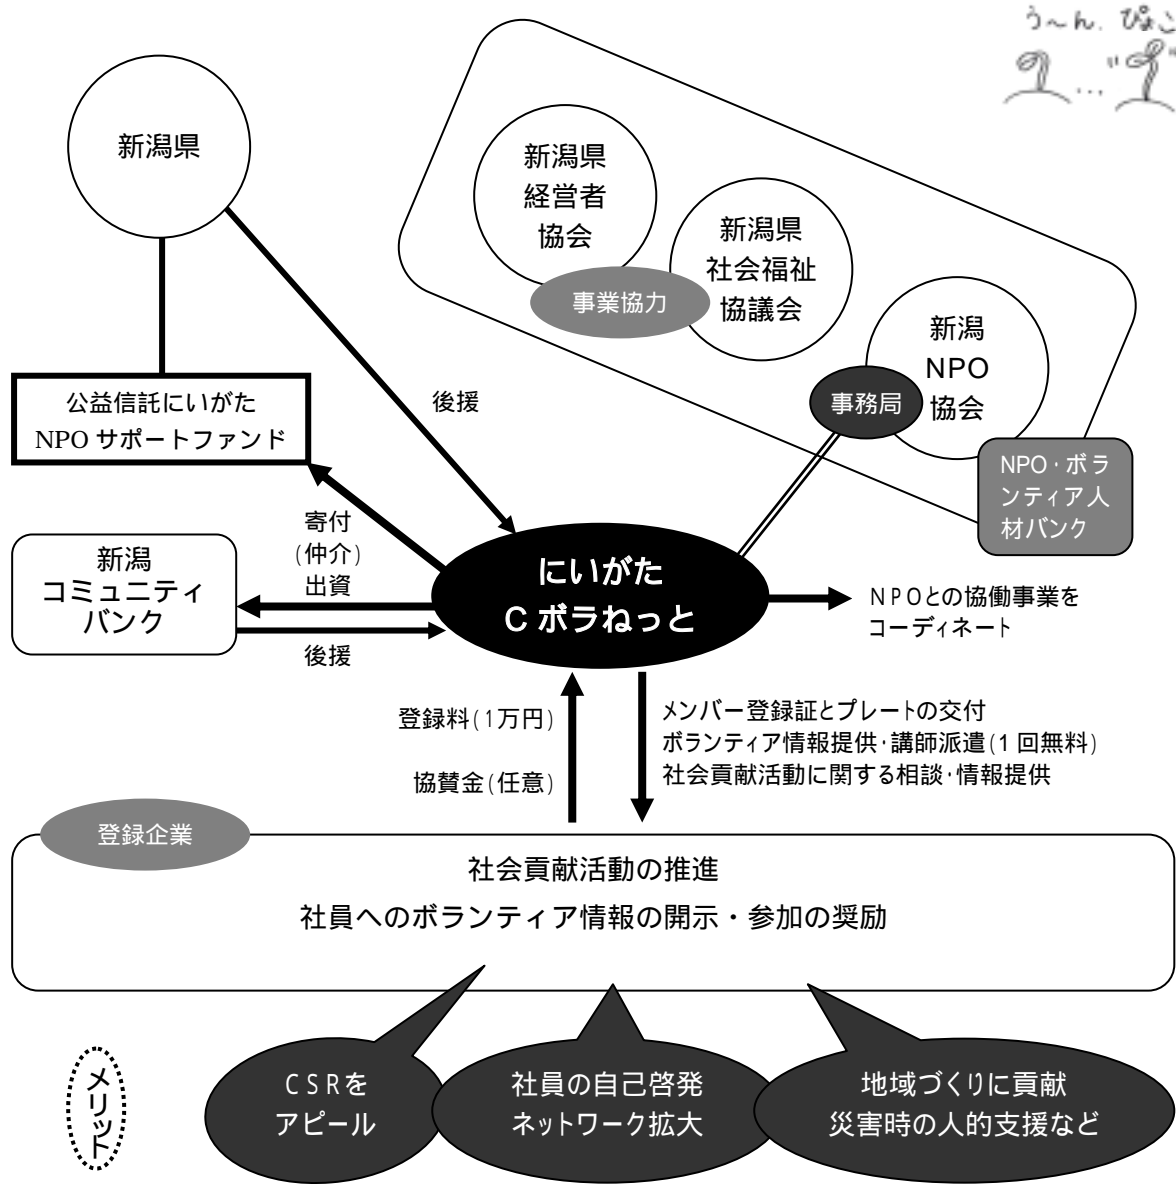 う〜ん.
"
...
新潟県
新潟県
経営者
協会
新潟県
社会福祉
協議会
事業協力
新潟
NPO
協会
事務局
NPO・ボラ
ンティア人
材バンク
公益信託にいがた
NPO サポートファンド
後援
寄付
(仲介)
出資
新潟
コミュニティ
バンク
後援
にいがた
C ボラねっと
NPOとの協働事業を
コーディネート
登録料(1万円)
協賛金(任意)
メンバー登録証とプレートの交付
ボランティア情報提供・講師派遣(1 回無料)
社会貢献活動に関する相談・情報提供
登録企業
社会貢献活動の推進
社員へのボランティア情報の開示・参加の奨励
メリット
CSRを
アピール
社員の自己啓発
ネットワーク拡大
地域づくりに貢献
災害時の人的支援など